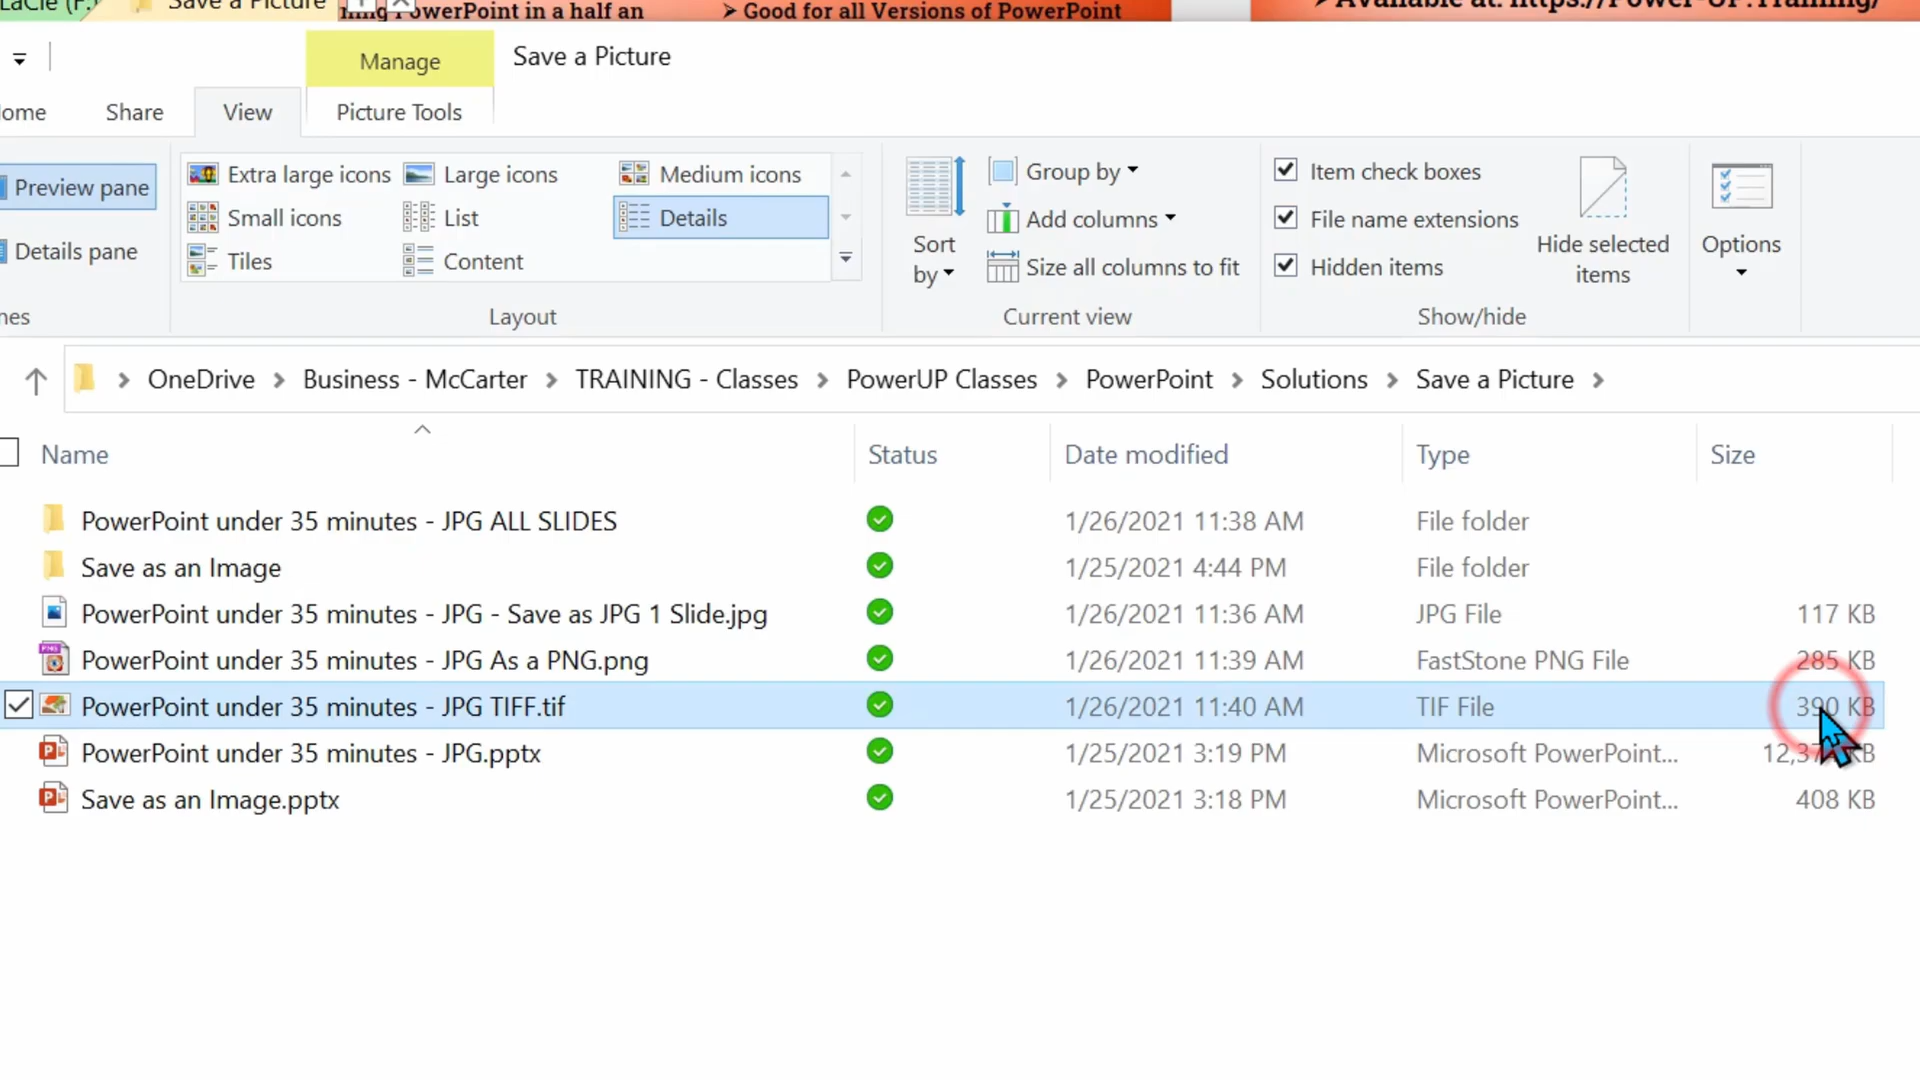 Save a Picture
PowerPoint in a half an
➤ Good for all Versions of PowerPoint
Manage
Save a Picture
Share
View
Picture Tools
Preview pane
Details pane
Extra large icons
Large icons
Medium icons
Small icons
List
Details
Tiles
Content
Layout
Sort
by
Group by
Add columns
Size all columns to fit
Current view
Item check boxes
File name extensions
Hidden items
Hide selected
items
Show/hide
Options
OneDrive > Business - McCarter > TRAINING - Classes > PowerUP Classes > PowerPoint > Solutions > Save a Picture >
Name Status Date modified Type Size
PowerPoint under 35 minutes - JPG ALL SLIDES 1/26/2021 11:38 AM File folder
Save as an Image 1/25/2021 4:44 PM File folder
PowerPoint under 35 minutes - JPG - Save as JPG 1 Slide.jpg 1/26/2021 11:36 AM JPG File 117 KB
PowerPoint under 35 minutes - JPG As a PNG.png 1/26/2021 11:39 AM FastStone PNG File 285 KB
PowerPoint under 35 minutes - JPG TIFF.tif 1/26/2021 11:40 AM TIF File 390 KB
PowerPoint under 35 minutes - JPG.pptx 1/25/2021 3:19 PM Microsoft PowerPoint... KB
Save as an Image.pptx 1/25/2021 3:18 PM Microsoft PowerPoint... 408 KB